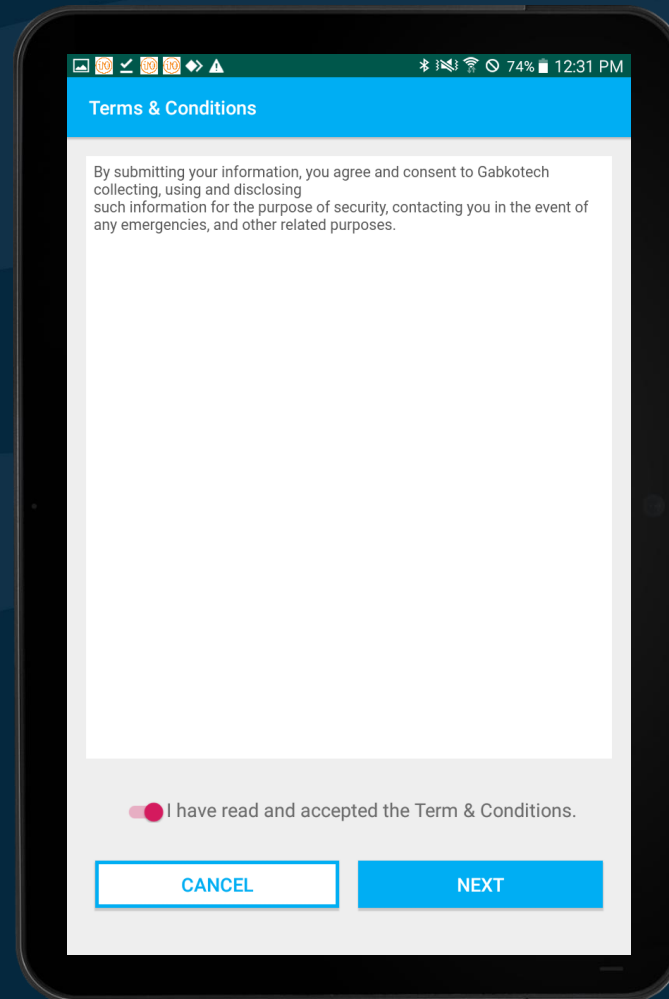 74% 12:31 PM
Terms & Conditions
By submitting your information, you agree and consent to Gabkotech
collecting, using and disclosing
such information for the purpose of security, contacting you in the event of
any emergencies, and other related purposes.
I have read and accepted the Term & Conditions.
CANCEL
NEXT